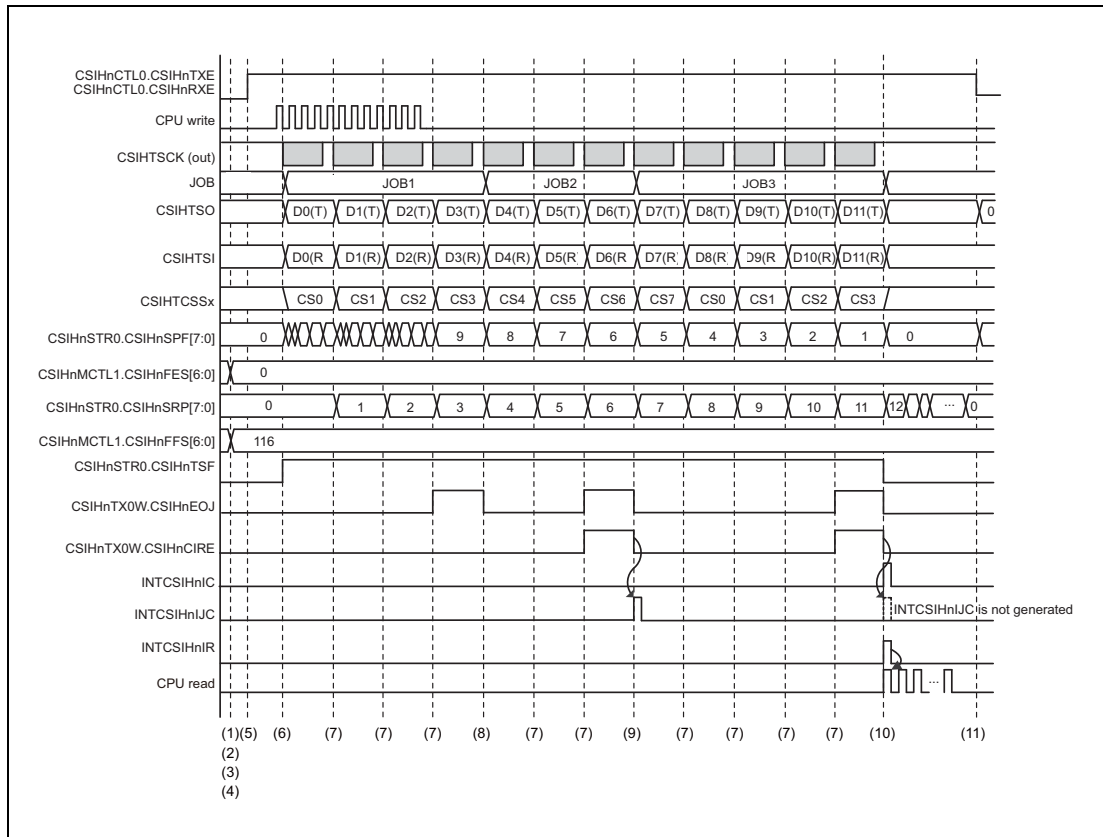 CSIHnCTL0.CSIHnTXE
CSIHnCTL0.CSIHnRXE
CPU write
CSIHTSCK (out)
JOB JOB1 JOB2 JOB3
CSIHTSO D0(T) D1(T) D2(T) D3(T) D4(T) D5(T) D6(T) D7(T) D8(T) D9(T) D10(T) D11(T) 0
CSIHTSI D0(R D1(R) D2(R) D3(R) D4(R) D5(R D6(R D7(R) D8(R) D9(R D10(R) D11(R)
CSIHTCSSx CS0 CS1 CS2 CS3 CS4 CS5 CS6 CS7 CS0 CS1 CS2 CS3
CSIHnSTR0.CSIHnSPF[7:0] 0 9 8 7 6 5 4 3 2 1 0
CSIHnMCTL1.CSIHnFES[6:0] 0
CSIHnSTR0.CSIHnSRP[7:0] 0 1 2 3 4 5 6 7 8 9 10 11 12 ... 0
CSIHnMCTL1.CSIHnFFS[6:0] 116
CSIHnSTR0.CSIHnTSF
CSIHnTX0W.CSIHnEOJ
CSIHnTX0W.CSIHnCIRE
INTCSIHnIC
INTCSIHnIJC INTCSIHnIJC is not generated
INTCSIHnIR
CPU read ...
(1)(5) (6) (7) (7) (7) (8) (7) (7) (9) (7) (7) (7) (7) (10) (11)
(2)
(3)
(4)